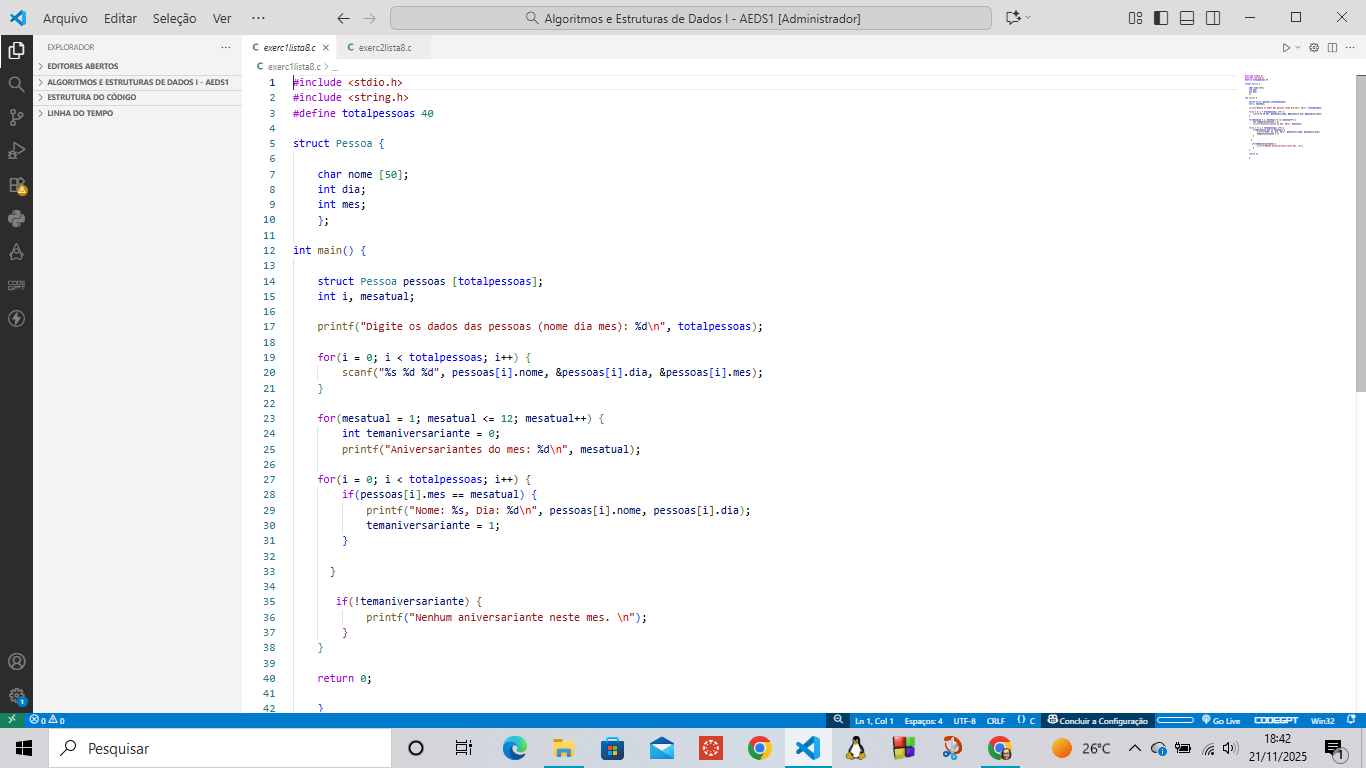 Arquivo Editar Seleção Ver ··· Algoritmos e Estruturas de Dados I - AEDS1 [Administrador]
EXPLORADOR ···
EDITORES ABERTOS
ALGORITMOS E ESTRUTURAS DE DADOS I - AEDS1
ESTRUTURA DO CÓDIGO
LINHA DO TEMPO
C exerc1lista8.c × C exerc2lista8.c
C exerc1lista8.c > ...
1 #include <stdio.h>
2 #include <string.h>
3 #define totalpessoas 40
4
5 struct Pessoa {
6
7 char nome [50];
8 int dia;
9 int mes;
10 };
11
12 int main() {
13
14 struct Pessoa pessoas [totalpessoas];
15 int i, mesatual;
16
17 printf("Digite os dados das pessoas (nome dia mes): %d\n", totalpessoas);
18
19 for(i = 0; i < totalpessoas; i++) {
20 scanf("%s %d %d", pessoas[i].nome, &pessoas[i].dia, &pessoas[i].mes);
21 }
22
23 for(mesatual = 1; mesatual <= 12; mesatual++) {
24 int temaniversariante = 0;
25 printf("Aniversariantes do mes: %d\n", mesatual);
26
27 for(i = 0; i < totalpessoas; i++) {
28 if(pessoas[i].mes == mesatual) {
29 printf("Nome: %s, Dia: %d\n", pessoas[i].nome, pessoas[i].dia);
30 temaniversariante = 1;
31 }
32
33 }
34
35 if(!temaniversariante) {
36 printf("Nenhum aniversariante neste mes. \n");
37 }
38 }
39
40 return 0;
41
42 }
0 0 Ln 1, Col 1 Espaços: 4 UTF-8 CRLF {} C Concluir a Configuração Go Live CODEGPT Win32
Pesquisar 26°C 18:42
21/11/2025 1